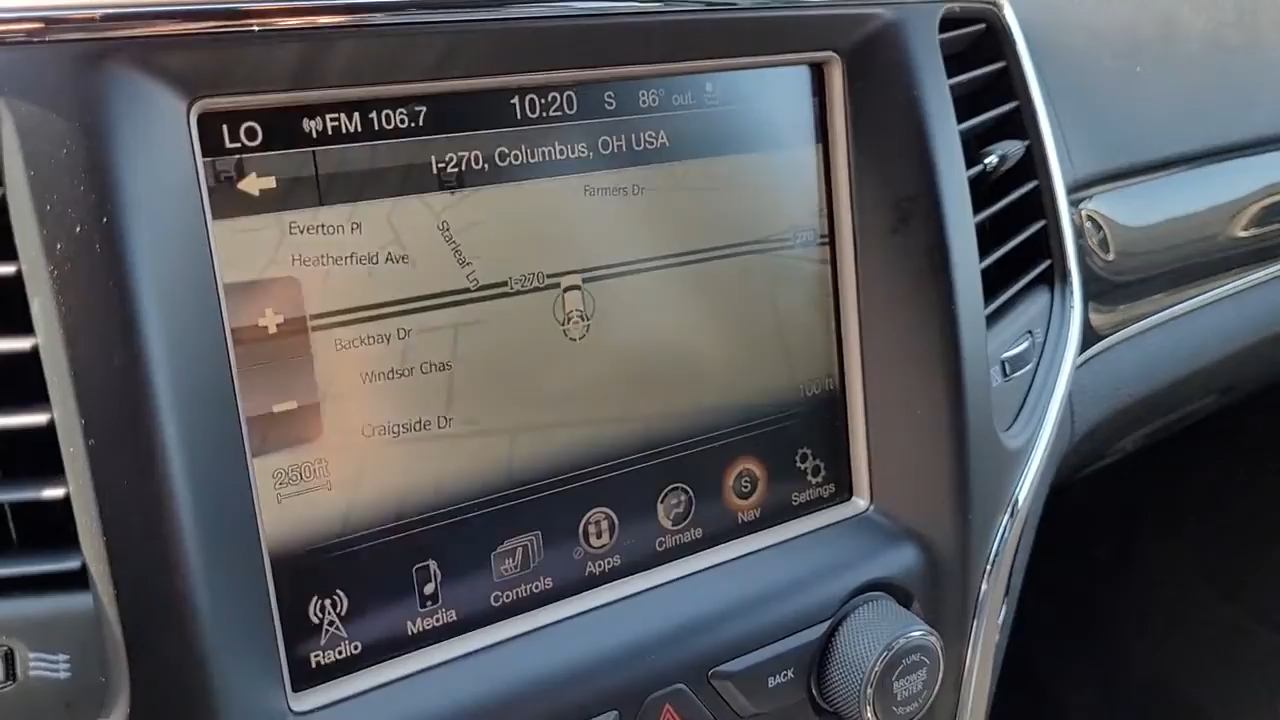 LO
FM 106.7
10:20
S
86° out.
I-270, Columbus, OH USA
Farmers Dr
Everton Pl
Starleaf Ln
Heatherfield Ave
270
I-270
Backbay Dr
Windsor Chas
100 ft
Craigside Dr
250ft
Radio
Media
Controls
Apps
Climate
S
Nav
Settings
BACK
TUNE
BROWSE
ENTER
SCROLL